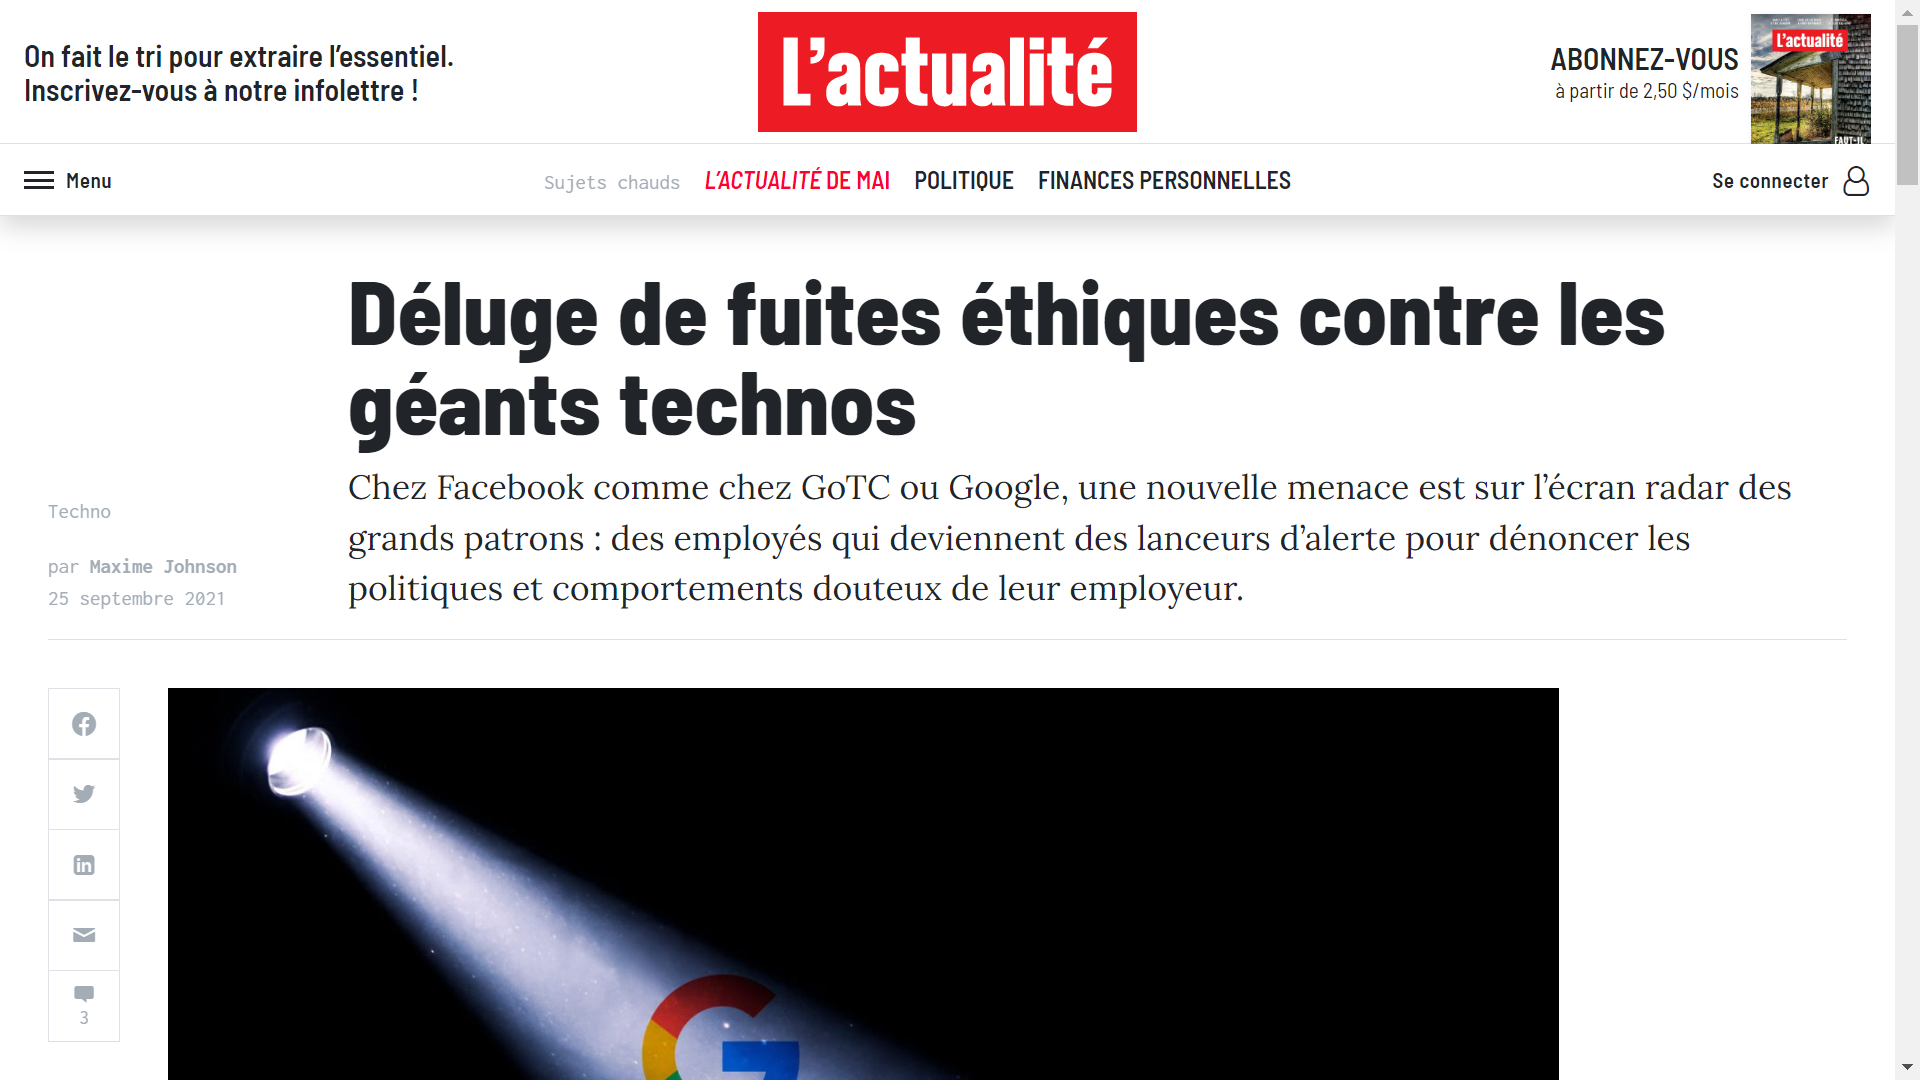 On fait le tri pour extraire l’essentiel.
Inscrivez-vous à notre infolettre !
L’actualité
ABONNEZ-VOUS
à partir de 2,50 $/mois
L’actualité
FAUT-IL
Menu
Sujets chauds
L’ACTUALITÉ DE MAI
POLITIQUE
FINANCES PERSONNELLES
Se connecter
Déluge de fuites éthiques contre les
géants technos
Chez Facebook comme chez GoTC ou Google, une nouvelle menace est sur l’écran radar des
grands patrons : des employés qui deviennent des lanceurs d’alerte pour dénoncer les
politiques et comportements douteux de leur employeur.
Techno
par Maxime Johnson
25 septembre 2021
3